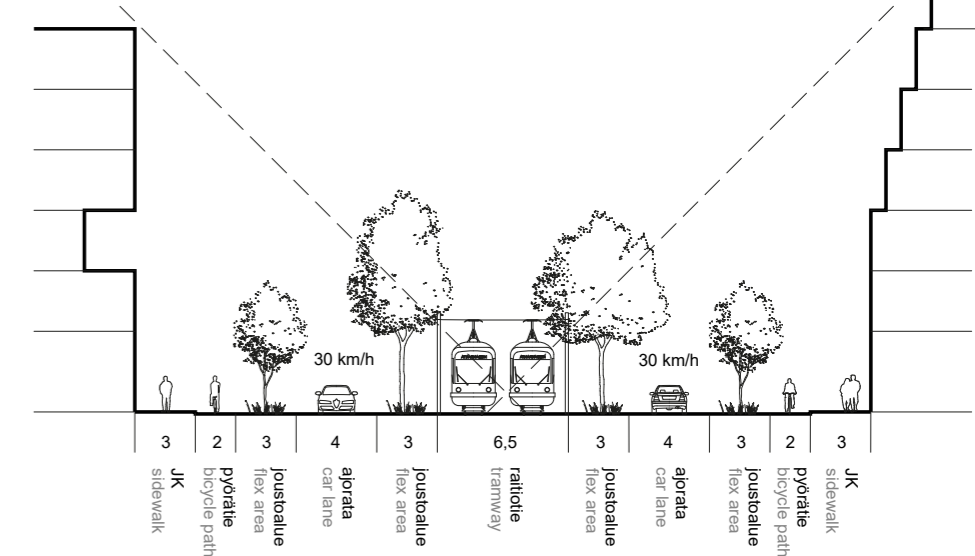 30 km/h
30 km/h
3
2
3
4
3
6,5
3
4
3
2
3
JK
sidewalk
pyörätie
bicycle path
joustoalue
flex area
ajorata
car lane
joustoalue
flex area
raitiotie
tramway
joustoalue
flex area
ajorata
car lane
joustoalue
flex area
pyörätie
bicycle path
JK
sidewalk